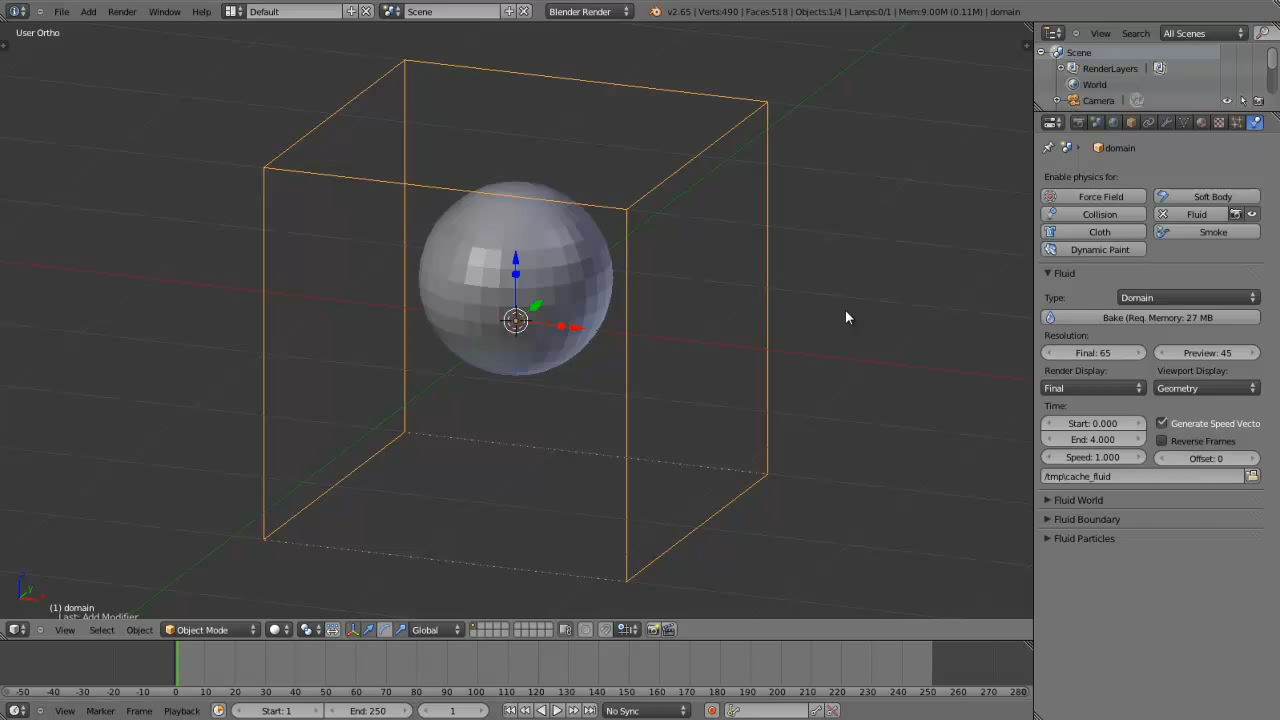 File Add Render Window Help Default Scene Blender Render v2.65 | Verts:490 | Faces:518 | Objects:1/4 | Lamps:0/1 | Mem:9.00M (0.11M) | domain
User Ortho
View Search All Scenes
Scene
RenderLayers
World
Camera
domain
Enable physics for:
Force Field Soft Body
Collision Fluid
Cloth Smoke
Dynamic Paint
Fluid
Type: Domain
Bake (Req. Memory: 27 MB
Resolution:
Final: 65 Preview: 45
Render Display: Viewport Display:
Final Geometry
Time:
Start: 0.000 Generate Speed Vecto
End: 4.000 Reverse Frames
Speed: 1.000 Offset: 0
/tmp\cache_fluid
Fluid World
Fluid Boundary
Fluid Particles
(1) domain
Last: Add Modifier
View Select Object Object Mode Global
-50 -40 -30 -20 -10 0 10 20 30 40 50 60 70 80 90 100 110 120 130 140 150 160 170 180 190 200 210 220 230 240 250 260 270 280
View Marker Frame Playback Start: 1 End: 250 1 No Sync